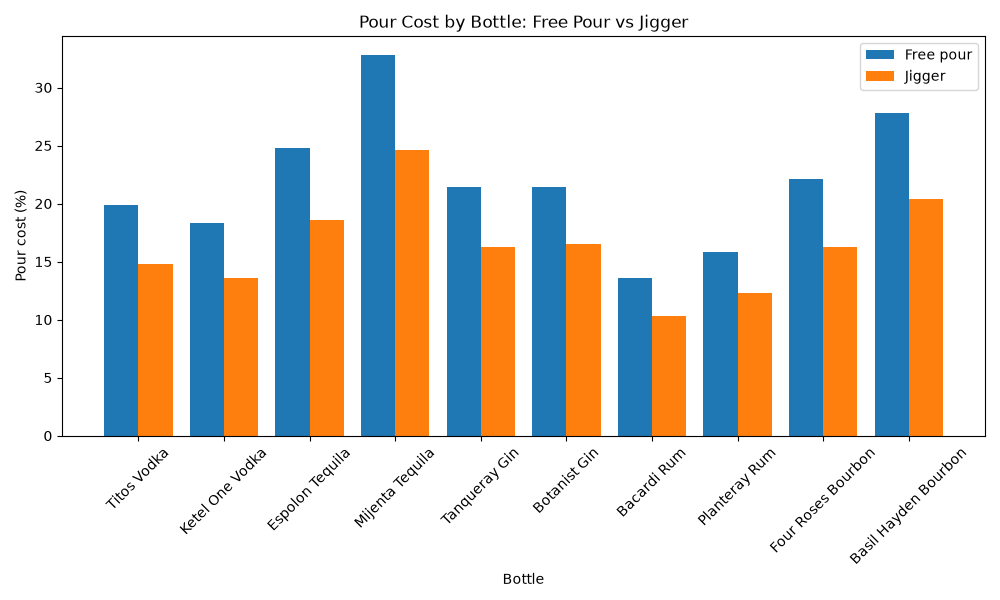 Pour Cost by Bottle: Free Pour vs Jigger
Free pour
Jigger
Pour cost (%)
30
25
20
15
10
5
0
Titos Vodka
Ketel One Vodka
Espolon Tequila
Mijenta Tequila
Tanqueray Gin
Botanist Gin
Bacardi Rum
Planteray Rum
Four Roses Bourbon
Basil Hayden Bourbon
Bottle